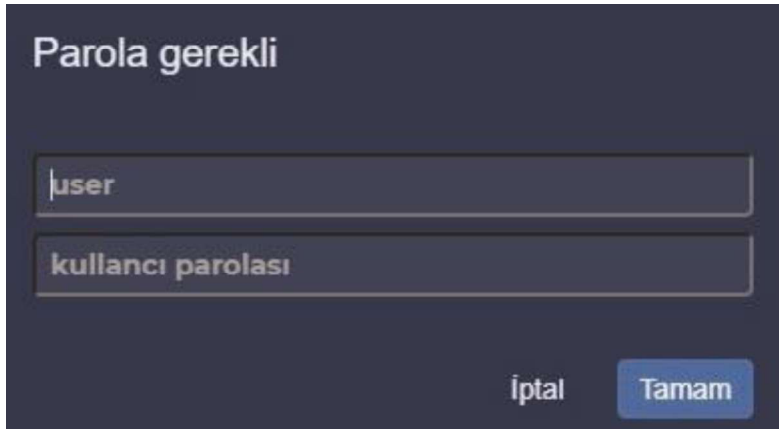 Parola gerekli
user
kullancı parolası
İptal Tamam